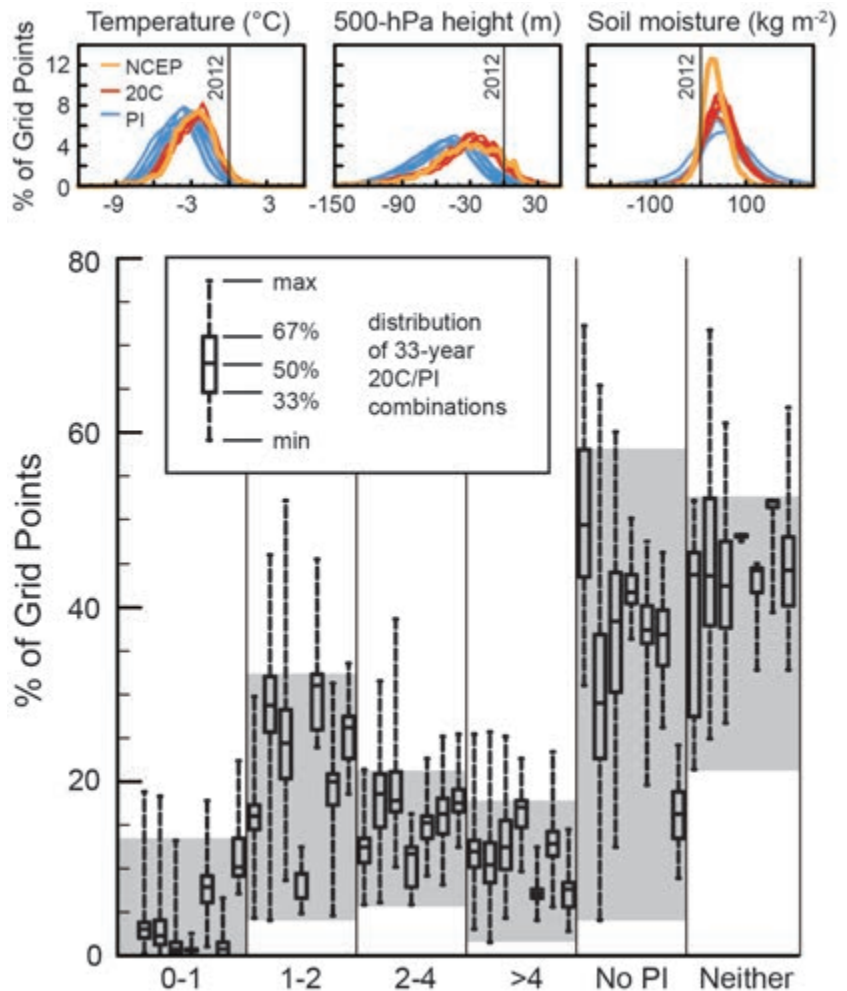 Temperature (°C) 500-hPa height (m) Soil moisture (kg m-2)
% of Grid Points
12
8
4
0
NCEP
20C
PI
2012
2012
2012
-9 -3 3
-150 -90 -30 30
-100 100
% of Grid Points
80
60
40
20
0
max
67%
50%
33%
min
distribution
of 33-year
20C/PI
combinations
0-1 1-2 2-4 >4 No PI Neither